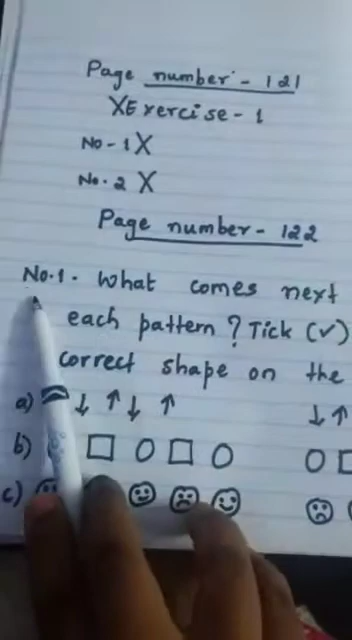 Page number - 121
XExercise - 1
No - 1 X
No. 2 X
Page number - 122
No. 1. What comes next
each pattern ? Tick (✓)
correct shape on the
a) ↓ ↑ ↓ ↑ ↓ ↑
b) □ ○ □ ○ ○ □
c)